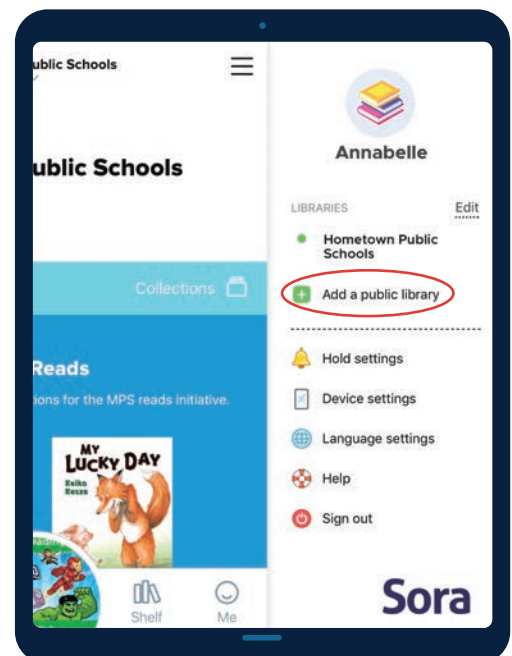 ublic Schools
ublic Schools
Collections
Reads
ions for the MPS reads initiative.
MY
LUCKY DAY
Keiko
Kasza
Shelf
Me
Annabelle
LIBRARIES
Edit
Hometown Public
Schools
Add a public library
Hold settings
Device settings
Language settings
Help
Sign out
Sora